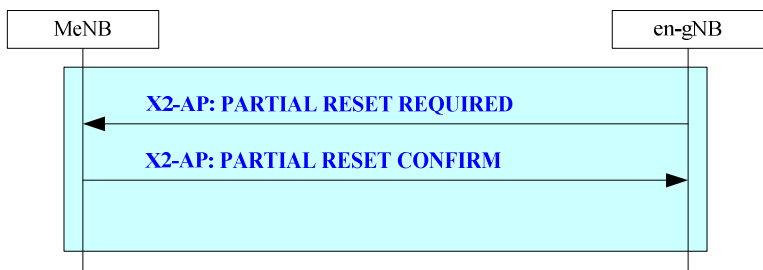 MeNB
en-gNB
X2-AP: PARTIAL RESET REQUIRED
X2-AP: PARTIAL RESET CONFIRM